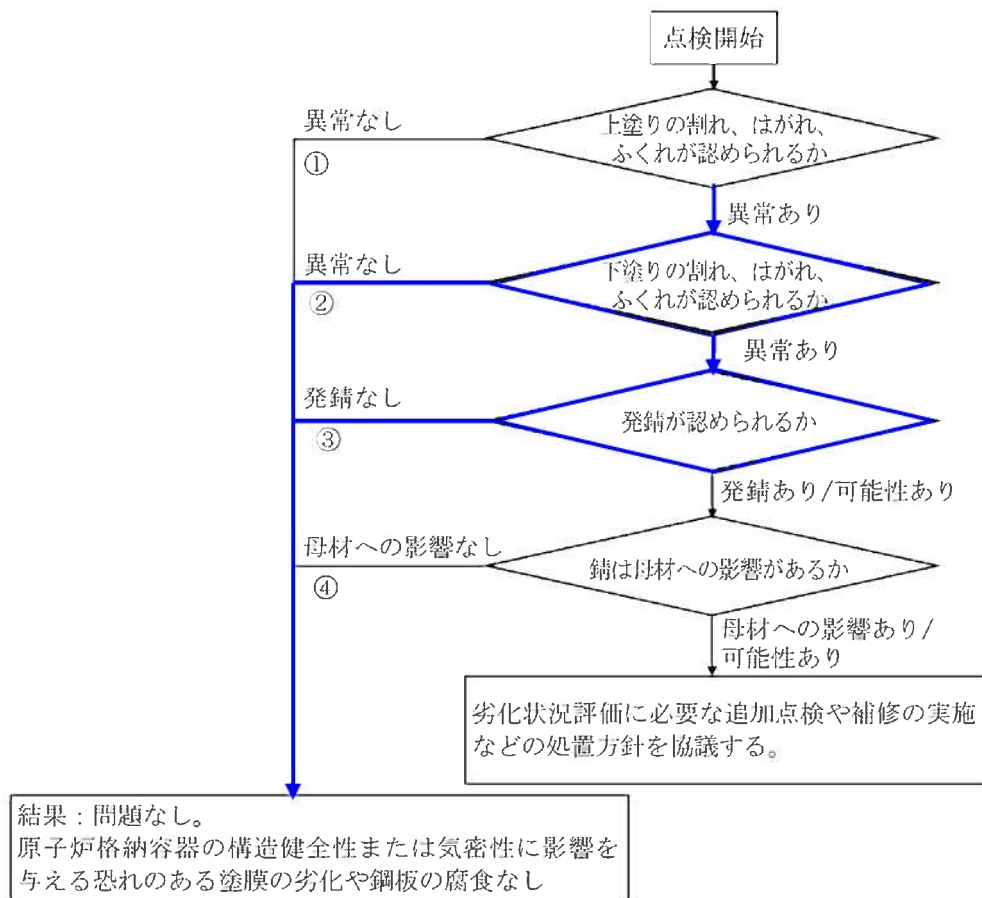 点検開始
異常なし
①
上塗りの割れ、はがれ、
ふくれが認められるか
異常あり
異常なし
②
下塗りの割れ、はがれ、
ふくれが認められるか
異常あり
発錆なし
③
発錆が認められるか
発錆あり/可能性あり
母材への影響なし
④
錆は母材への影響があるか
母材への影響あり/
可能性あり
劣化状況評価に必要な追加点検や補修の実施
などの処置方針を協議する。
結果：問題なし。
原子炉格納容器の構造健全性または気密性に影響を
与える恐れのある塗膜の劣化や鋼板の腐食なし